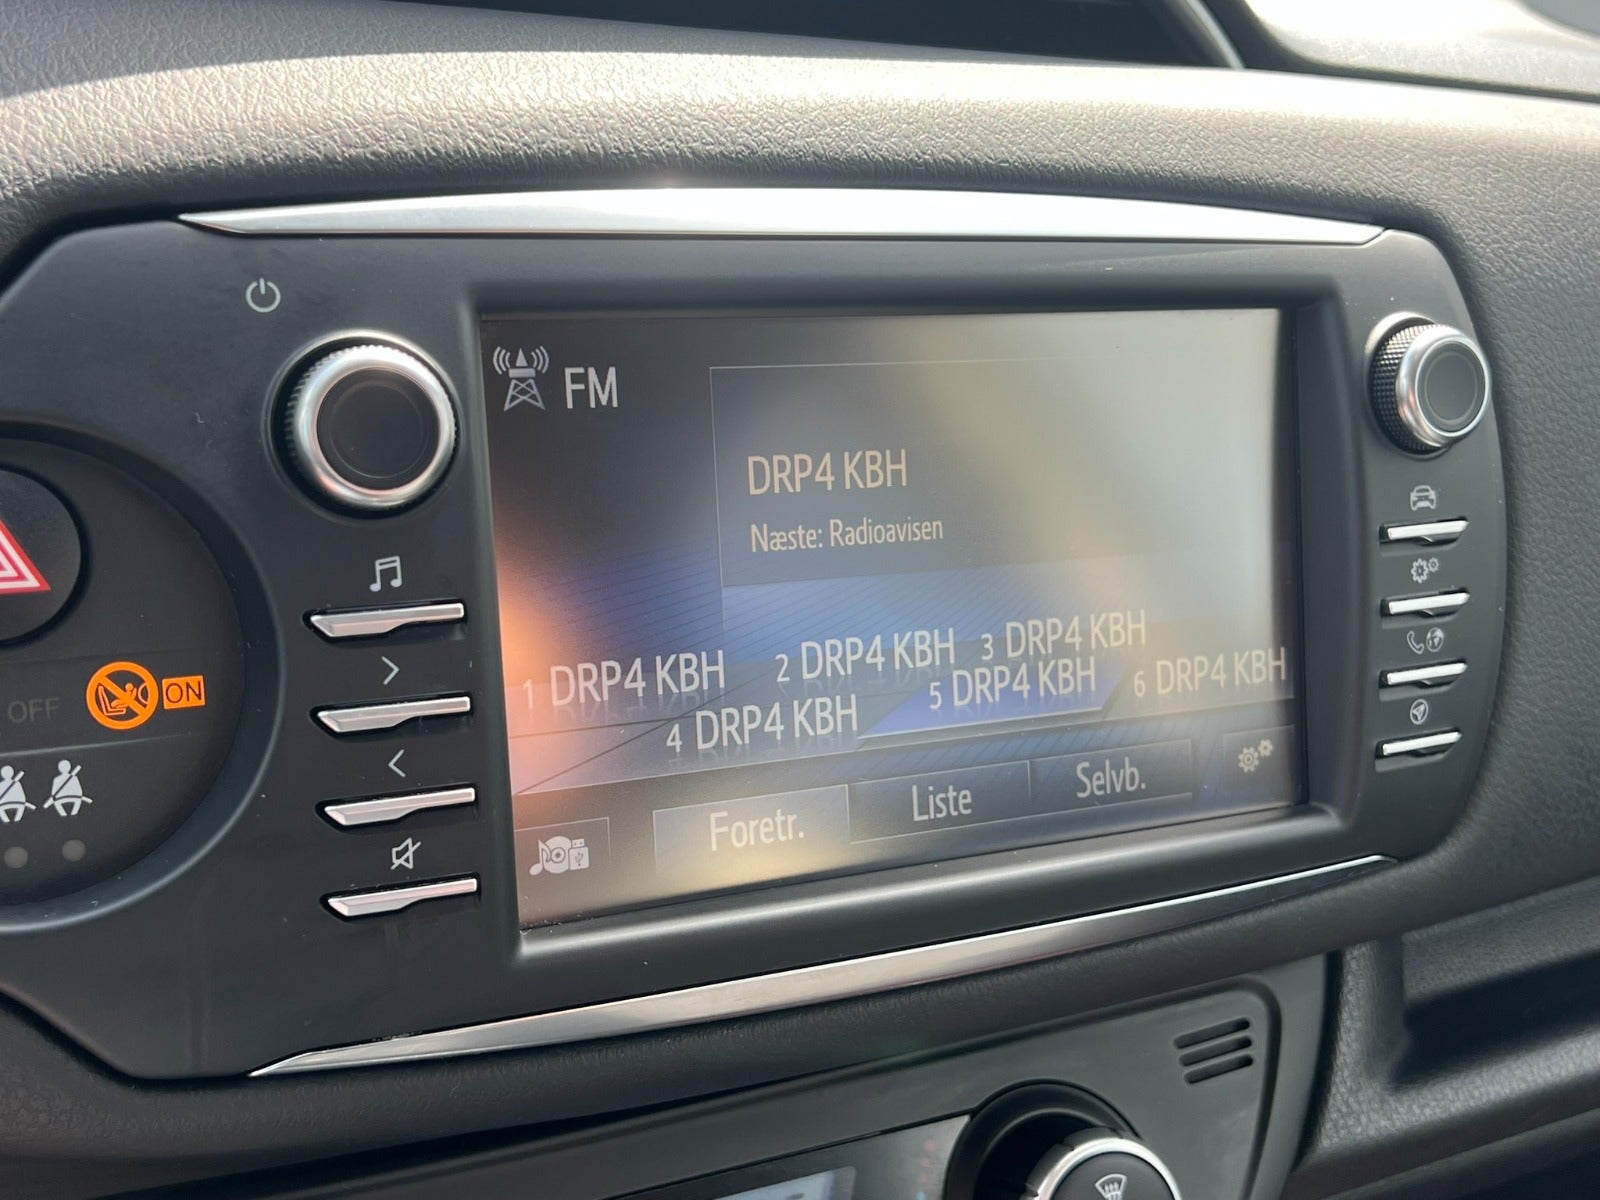 FM
DRP4 KBH
Næste: Radioavisen
1 DRP4 KBH
2 DRP4 KBH
3 DRP4 KBH
4 DRP4 KBH
5 DRP4 KBH
6 DRP4 KBH
Foretr.
Liste
Selvb.
OFF
ON